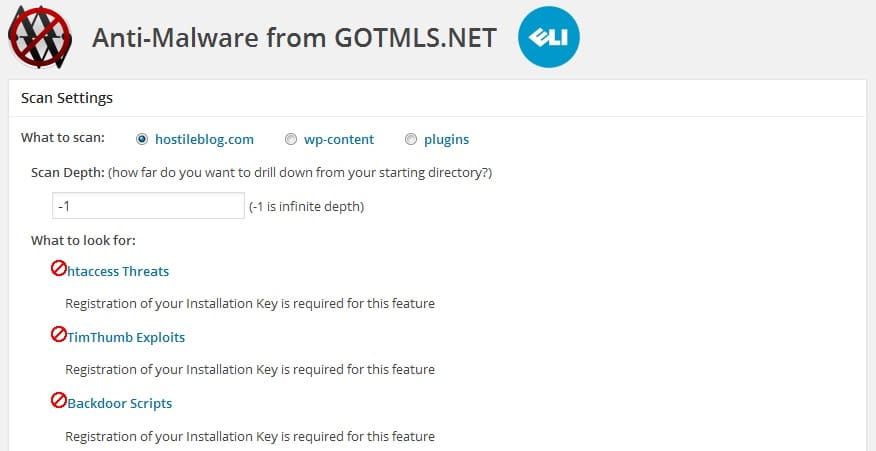 Anti-Malware from GOTMLS.NET ELI
Scan Settings
What to scan: hostileblog.com wp-content plugins
Scan Depth: (how far do you want to drill down from your starting directory?)
-1 (-1 is infinite depth)
What to look for:
htaccess Threats
Registration of your Installation Key is required for this feature
TimThumb Exploits
Registration of your Installation Key is required for this feature
Backdoor Scripts
Registration of your Installation Key is required for this feature